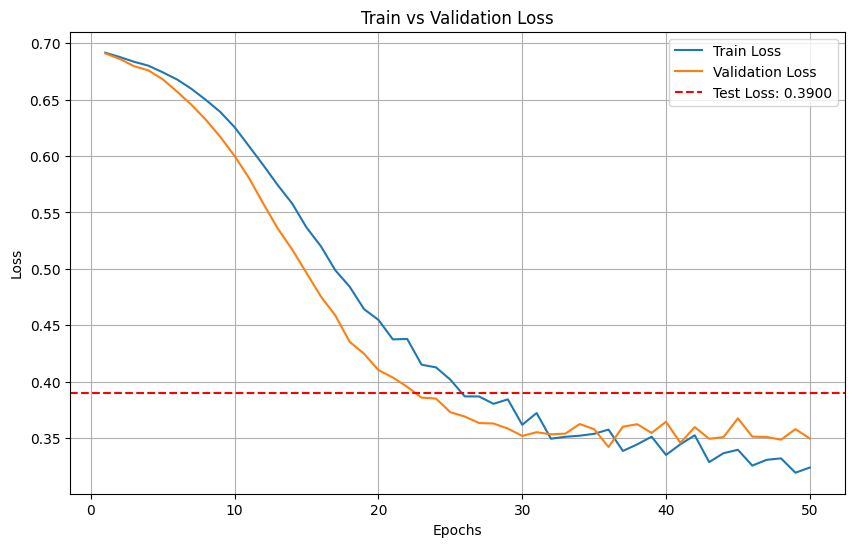 Train vs Validation Loss
Train Loss
Validation Loss
Test Loss: 0.3900
0.70
0.65
0.60
0.55
0.50
0.45
0.40
0.35
Loss
0 10 20 30 40 50
Epochs